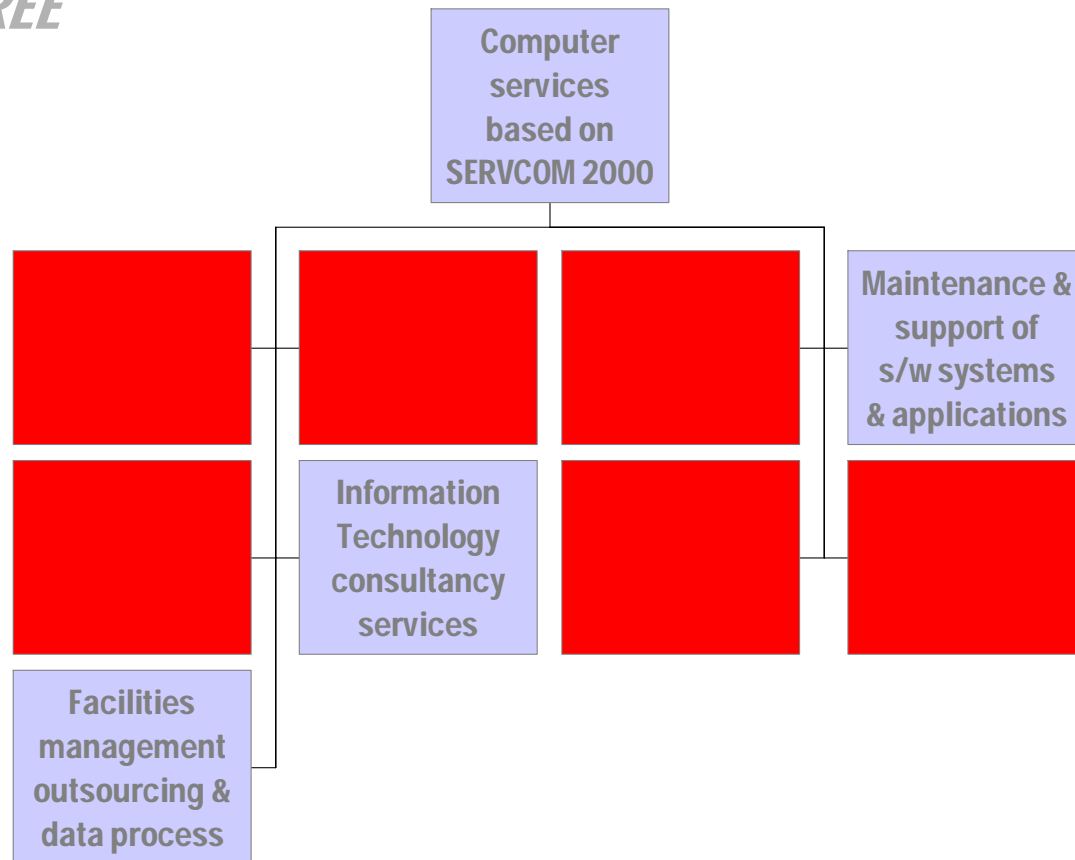 REE
Computer
services
based on
SERVCOM 2000
Maintenance &
support of
s/w systems
& applications
Information
Technology
consultancy
services
Facilities
management
outsourcing &
data process